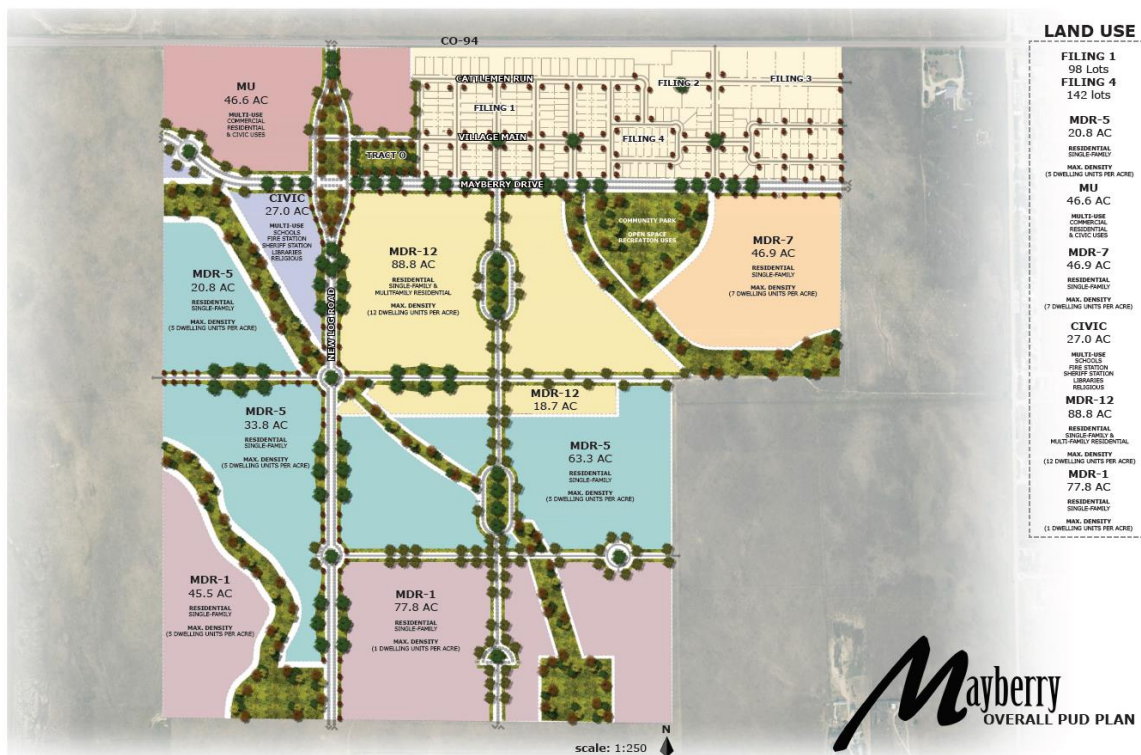 CO-94
MU
46.6 AC
MULTI-USE
COMMERCIAL
RESIDENTIAL
& CIVIC USES
CATTLEMEN RUN
FILING 1
FILING 2
FILING 3
VILLAGE MAIN
FILING 4
TRACT O
MAYBERRY DRIVE
CIVIC
27.0 AC
MULTI-USE
SCHOOLS
FIRE STATION
SHERIFF STATION
LIBRARIES
RELIGIOUS
COMMUNITY PARK
OPEN SPACE
RECREATION USES
MDR-5
20.8 AC
RESIDENTIAL
SINGLE-FAMILY
MAX. DENSITY
(5 DWELLING UNITS PER ACRE)
NEW LOG ROAD
MDR-12
88.8 AC
RESIDENTIAL
SINGLE-FAMILY &
MULITFAMILY RESIDENTIAL
MAX. DENSITY
(12 DWELLING UNITS PER ACRE)
MDR-7
46.9 AC
RESIDENTIAL
SINGLE-FAMILY
MAX. DENSITY
(7 DWELLING UNITS PER ACRE)
MDR-12
18.7 AC
MDR-5
33.8 AC
RESIDENTIAL
SINGLE-FAMILY
MAX. DENSITY
(5 DWELLING UNITS PER ACRE)
MDR-5
63.3 AC
RESIDENTIAL
SINGLE-FAMILY
MAX. DENSITY
(5 DWELLING UNITS PER ACRE)
MDR-1
45.5 AC
RESIDENTIAL
SINGLE-FAMILY
MAX. DENSITY
(5 DWELLING UNITS PER ACRE)
MDR-1
77.8 AC
RESIDENTIAL
SINGLE-FAMILY
MAX. DENSITY
(1 DWELLING UNITS PER ACRE)
LAND USE
FILING 1
98 Lots
FILING 4
142 lots
MDR-5
20.8 AC
RESIDENTIAL
SINGLE-FAMILY
MAX. DENSITY
(5 DWELLING UNITS PER ACRE)
MU
46.6 AC
MULTI-USE
COMMERCIAL
RESIDENTIAL
& CIVIC USES
MDR-7
46.9 AC
RESIDENTIAL
SINGLE-FAMILY
MAX. DENSITY
(7 DWELLING UNITS PER ACRE)
CIVIC
27.0 AC
MULTI-USE
SCHOOLS
FIRE STATION
SHERIFF STATION
LIBRARIES
RELIGIOUS
MDR-12
88.8 AC
RESIDENTIAL
SINGLE-FAMILY &
MULTI-FAMILY RESIDENTIAL
MAX. DENSITY
(12 DWELLING UNITS PER ACRE)
MDR-1
77.8 AC
RESIDENTIAL
SINGLE-FAMILY
MAX. DENSITY
(1 DWELLING UNITS PER ACRE)
Mayberry
OVERALL PUD PLAN
N
scale: 1:250